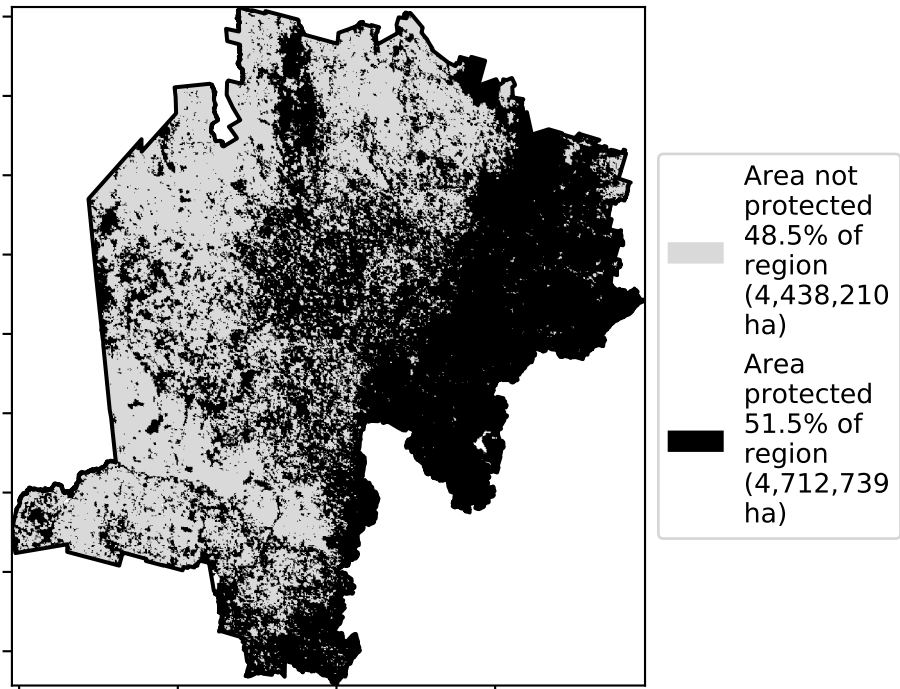 Area not
protected
48.5% of
region
(4,438,210
ha)
Area
protected
51.5% of
region
(4,712,739
ha)